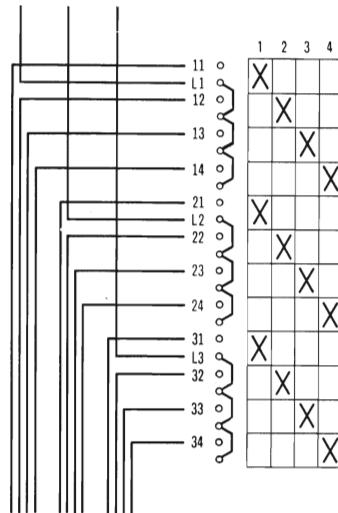 1 2 3 4
11 X
L1
12 X
13 X
14 X
21 X
L2
22 X
23 X
24 X
31 X
L3
32 X
33 X
34 X